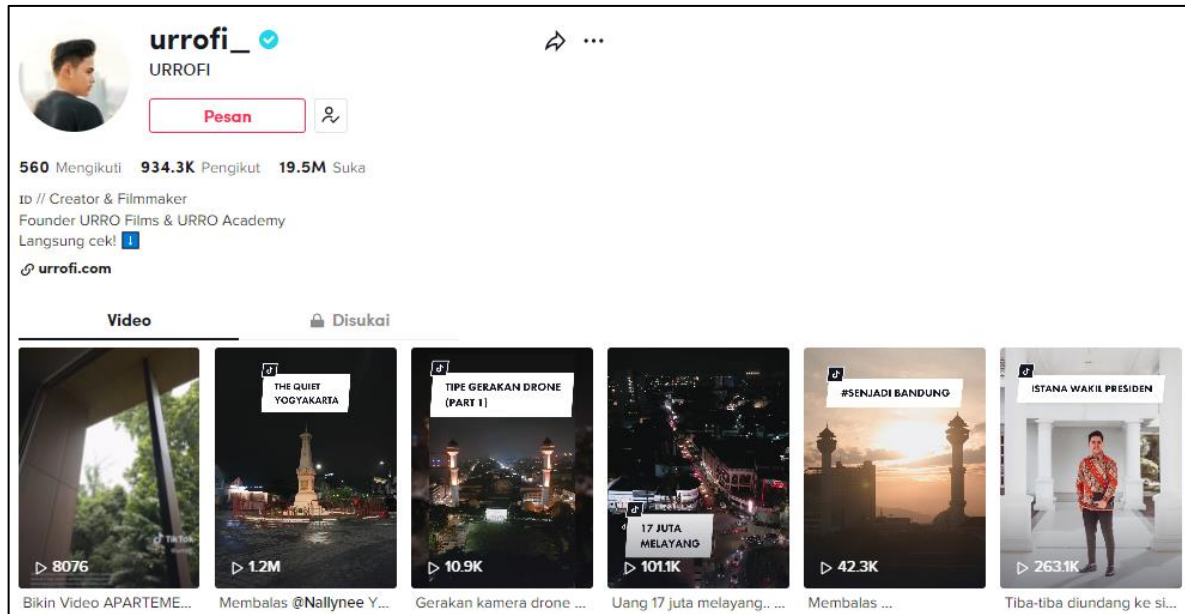 urrofi_
URROFI
Pesan
560 Mengikuti 934.3K Pengikut 19.5M Suka
ID // Creator & Filmmaker
Founder URRO Films & URRO Academy
Langsung cek!
urrofi.com
Video Disukai
THE QUIET
YOGYAKARTA
TIPE GERAKAN DRONE
(PART 1)
17 JUTA
MELAYANG
#SENJADI BANDUNG
ISTANA WAKIL PRESIDEN
TikTok
8076 1.2M 10.9K 101.1K 42.3K 263.1K
Bikin Video APARTEME... Membalas @Nallynee Y... Gerakan kamera drone ... Uang 17 juta melayang.. ... Membalas ... Tiba-tiba diundang ke si...